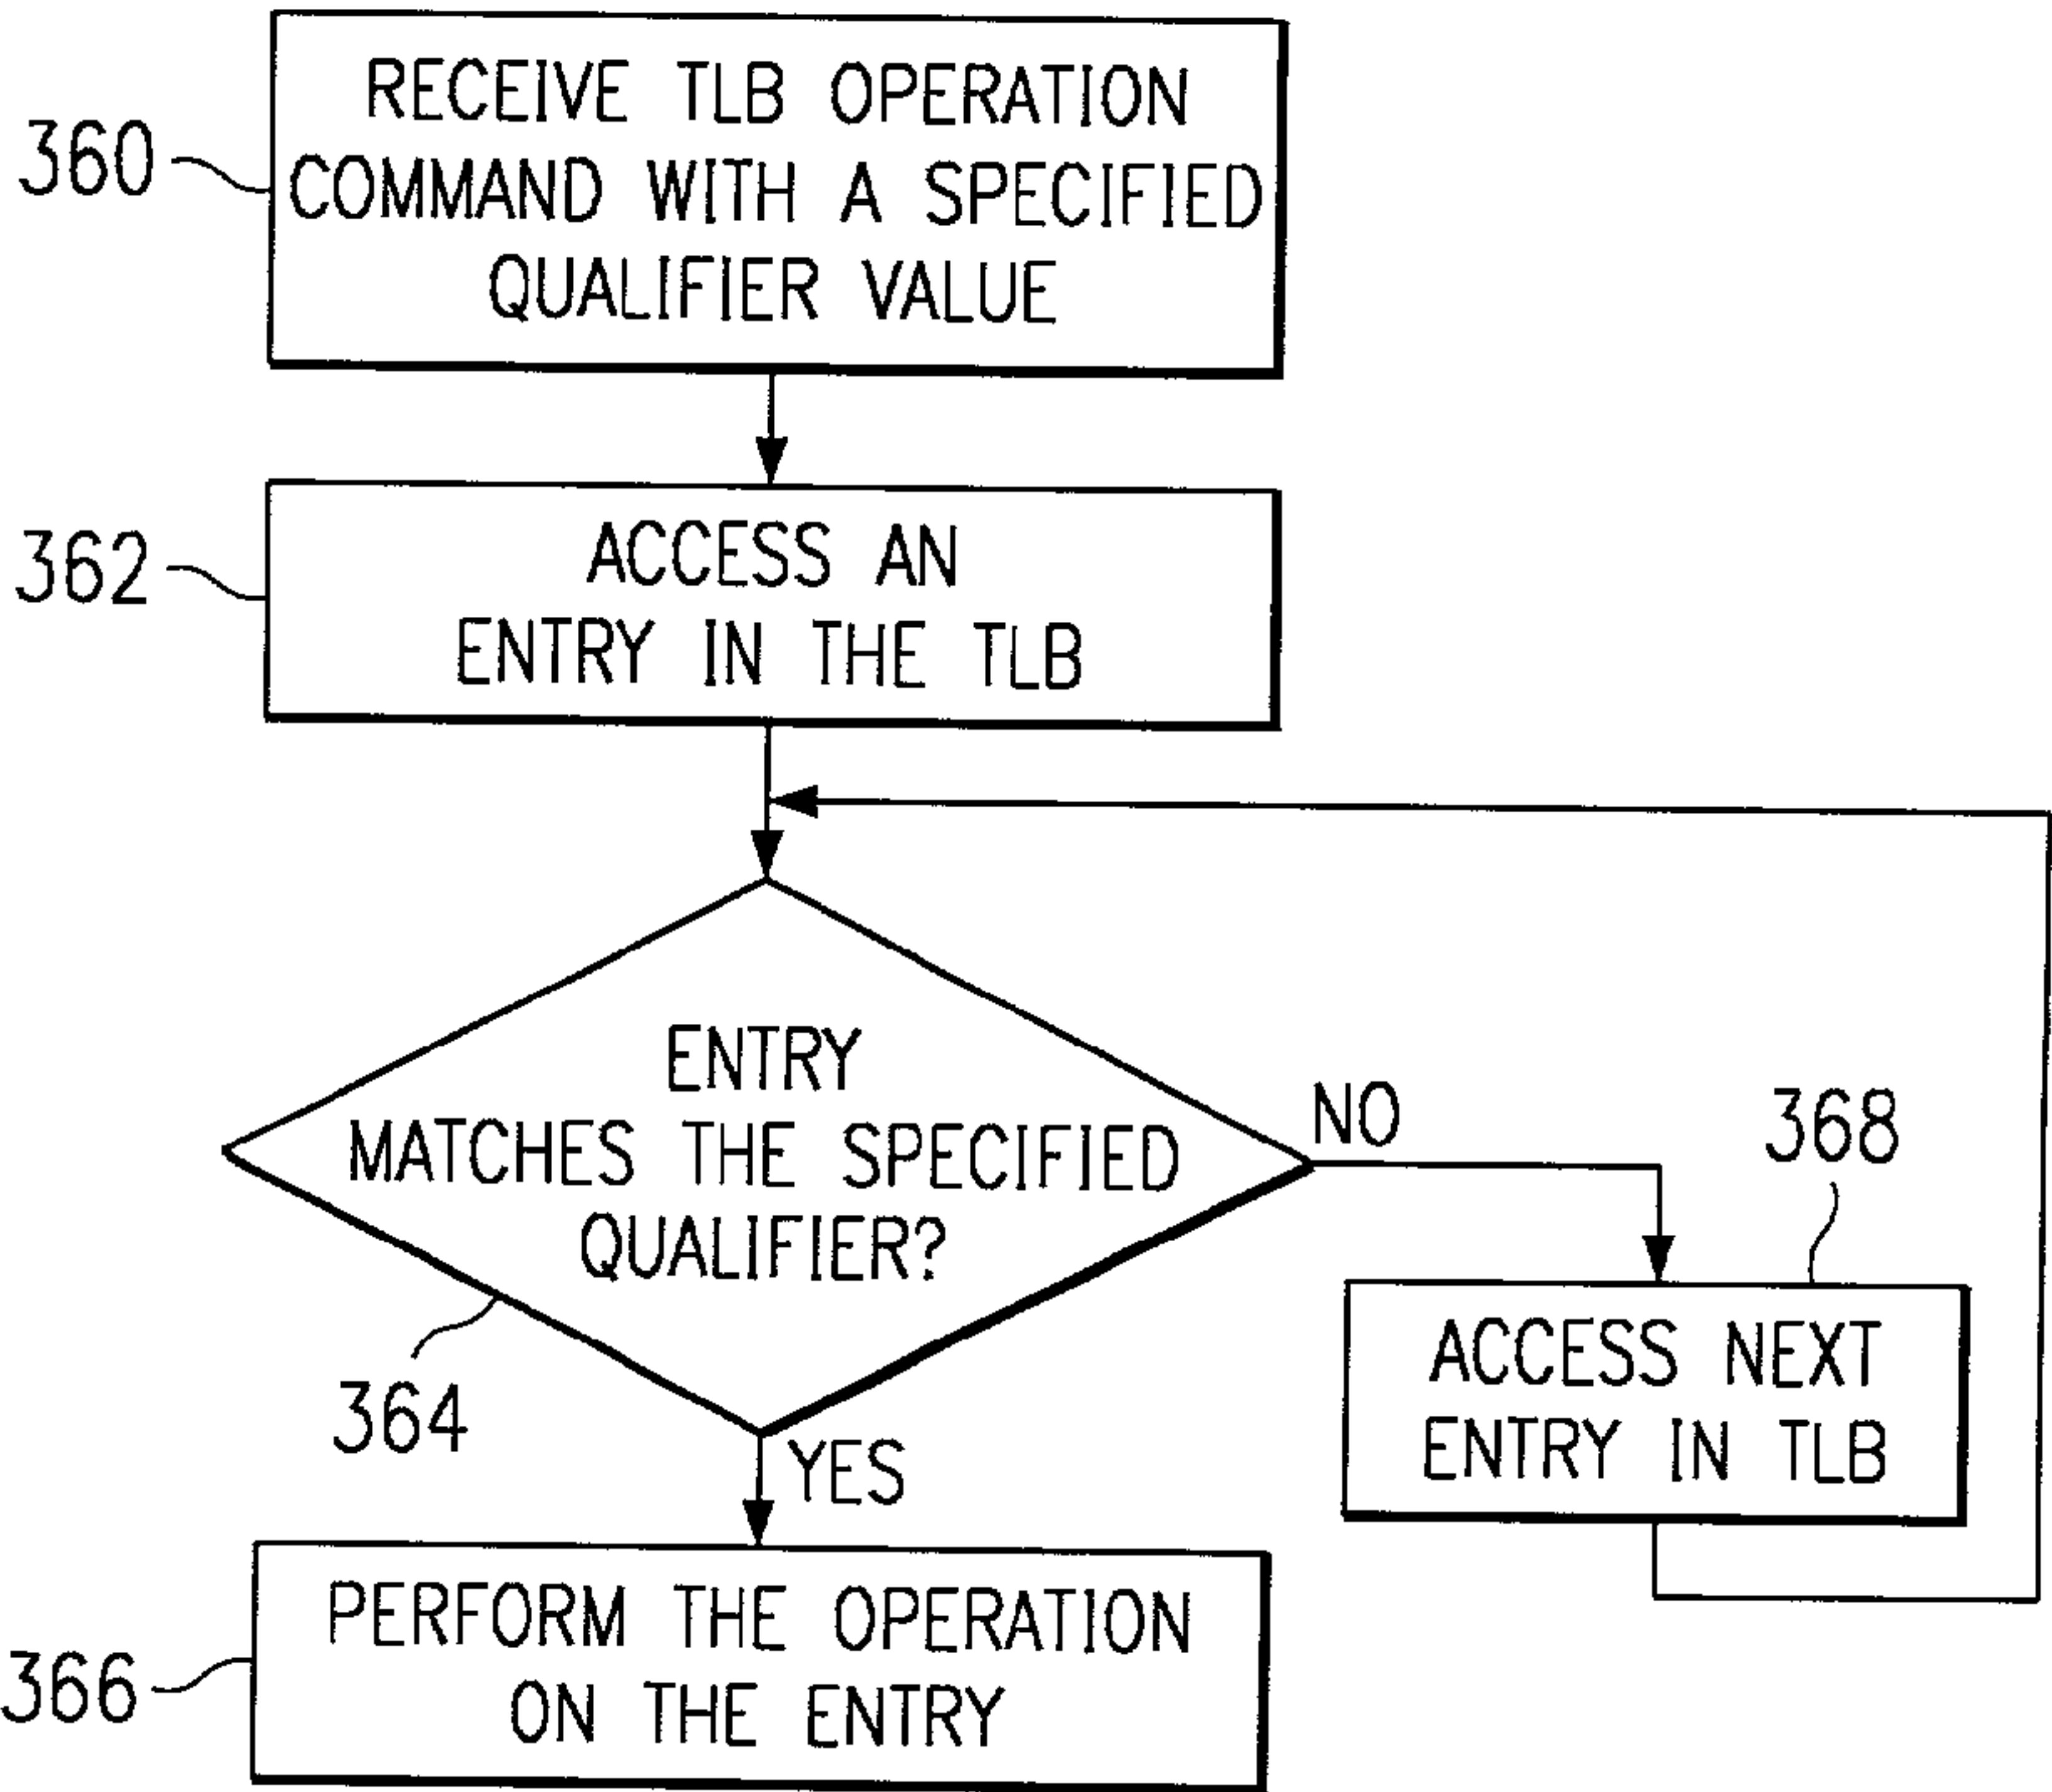 RECEIVE TLB OPERATION
COMMAND WITH A SPECIFIED
QUALIFIER VALUE
360
ACCESS AN
ENTRY IN THE TLB
362
ENTRY
MATCHES THE SPECIFIED
QUALIFIER?
NO
368
364
YES
ACCESS NEXT
ENTRY IN TLB
PERFORM THE OPERATION
ON THE ENTRY
366